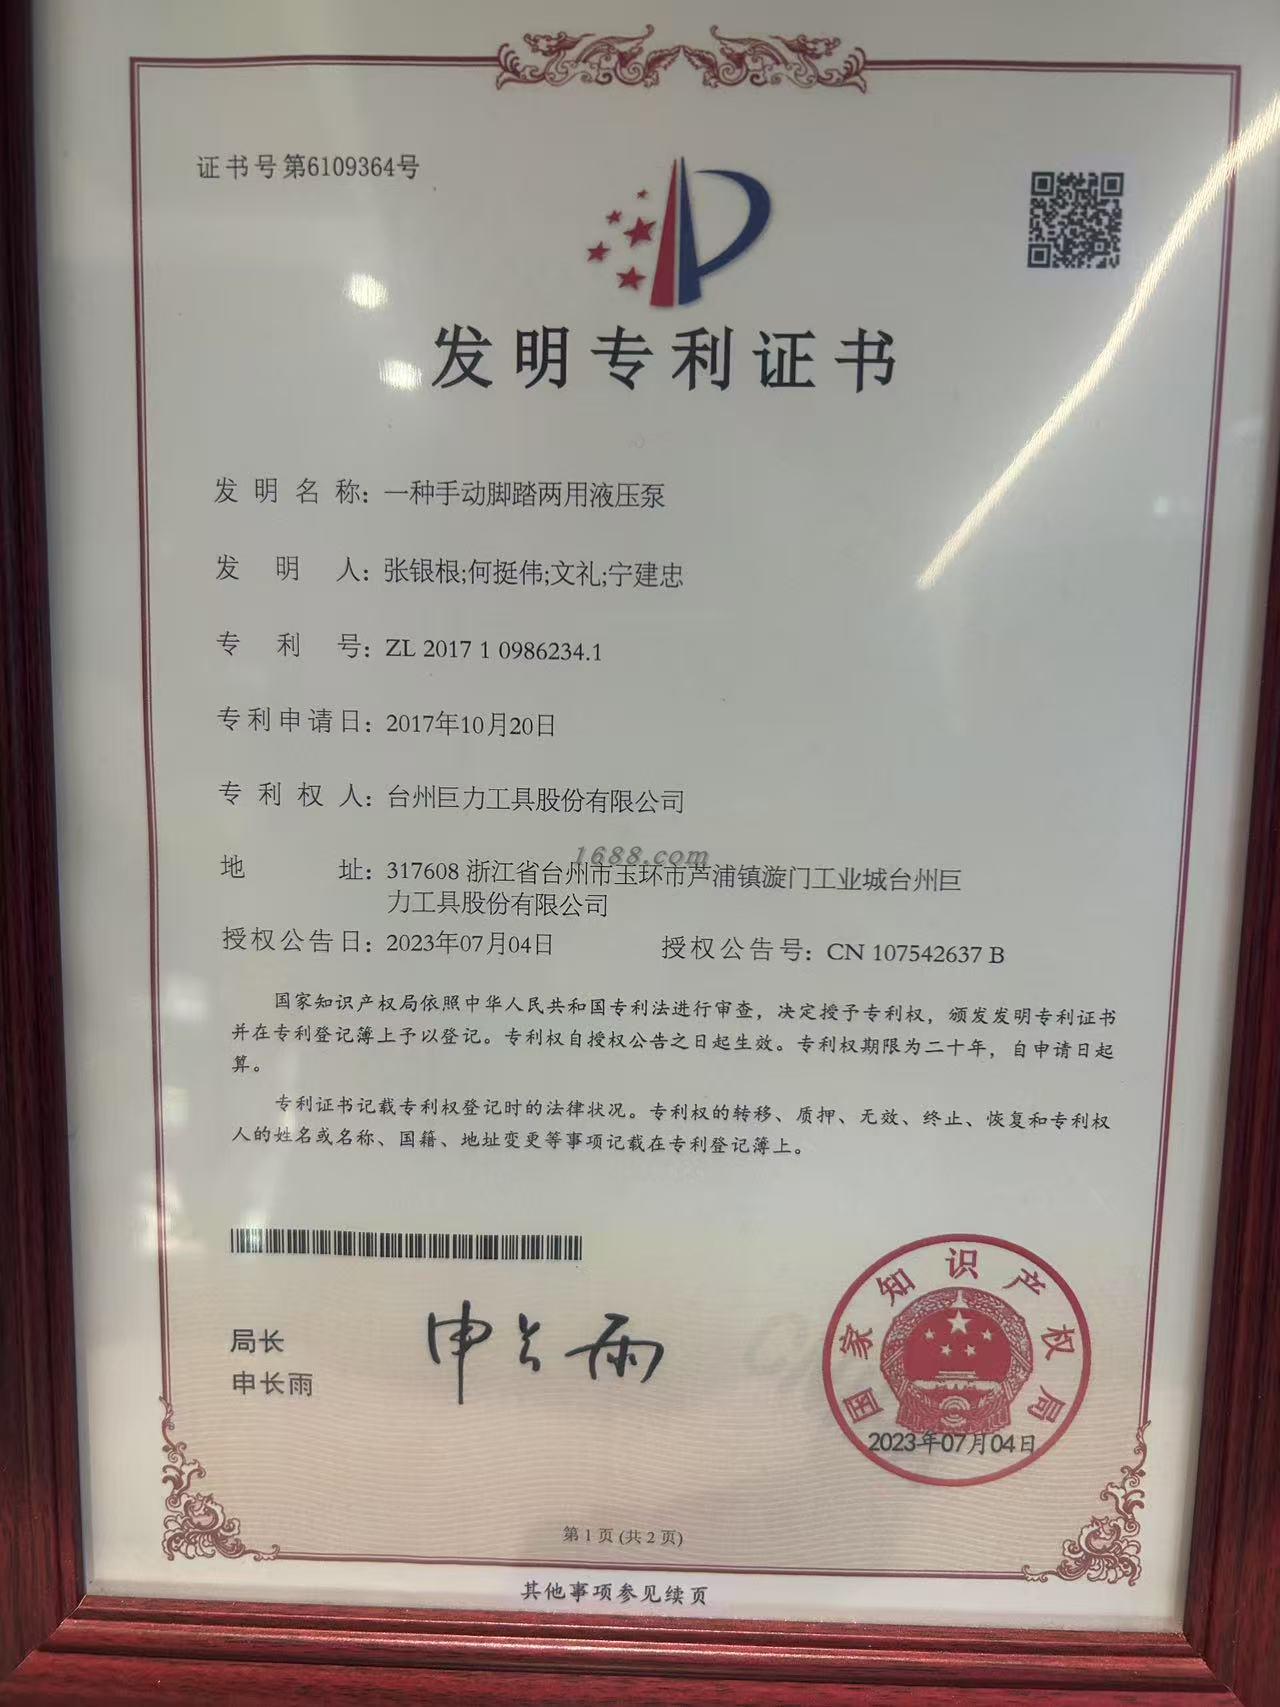 证书号第6109364号
发明专利证书
发明名称：一种手动脚踏两用液压泵
发明人：张银根;何挺伟;文礼;宁建忠
专利号：ZL 2017 1 0986234.1
专利申请日：2017年10月20日
专利权人：台州巨力工具股份有限公司
1688.com
地址：317608 浙江省台州市玉环市芦浦镇漩门工业城台州巨
力工具股份有限公司
授权公告日：2023年07月04日 授权公告号：CN 107542637 B
国家知识产权局依照中华人民共和国专利法进行审查，决定授予专利权，颁发发明专利证书
并在专利登记簿上予以登记。专利权自授权公告之日起生效。专利权期限为二十年，自申请日起
算。
专利证书记载专利权登记时的法律状况。专利权的转移、质押、无效、终止、恢复和专利权
人的姓名或名称、国籍、地址变更等事项记载在专利登记簿上。
局长
申长雨
申长雨
国家知识产权局
2023年07月04日
第 1 页 (共 2 页)
其他事项参见续页